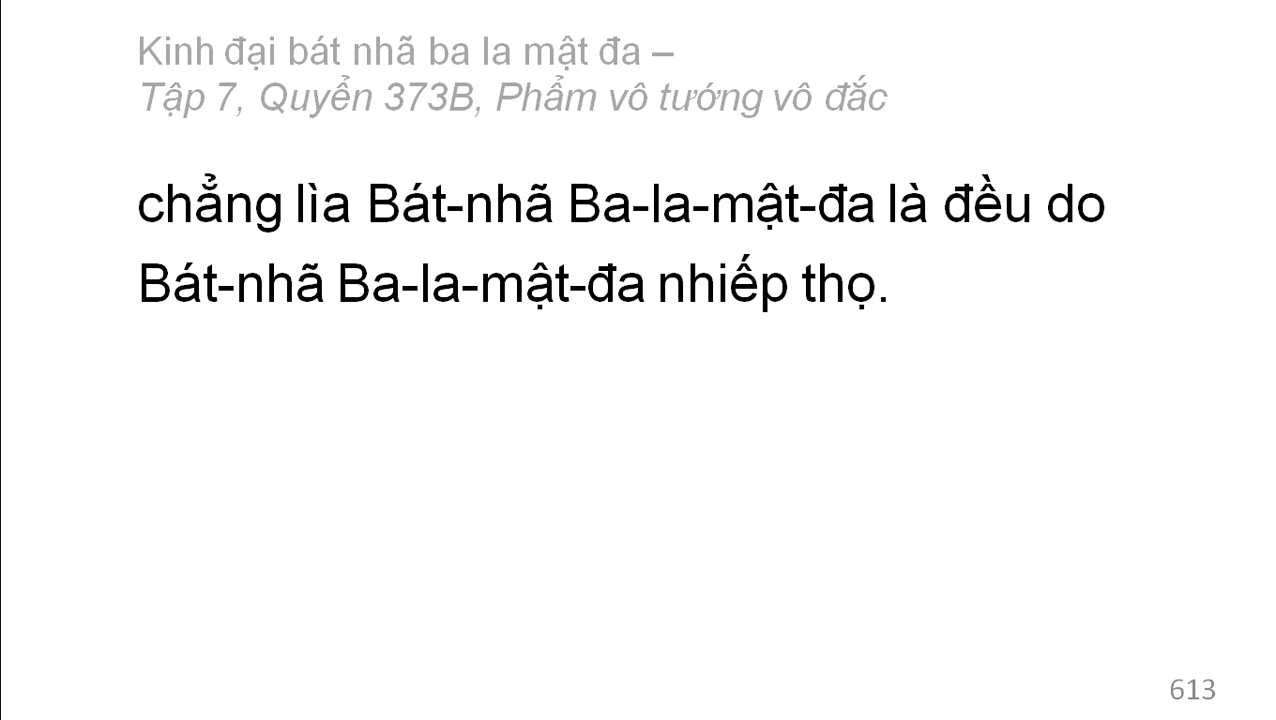 Kinh đại bát nhã ba la mật đa –
Tập 7, Quyển 373B, Phẩm vô tướng vô đắc
chẳng lìa Bát-nhã Ba-la-mật-đa là đều do
Bát-nhã Ba-la-mật-đa nhiếp thọ.
613